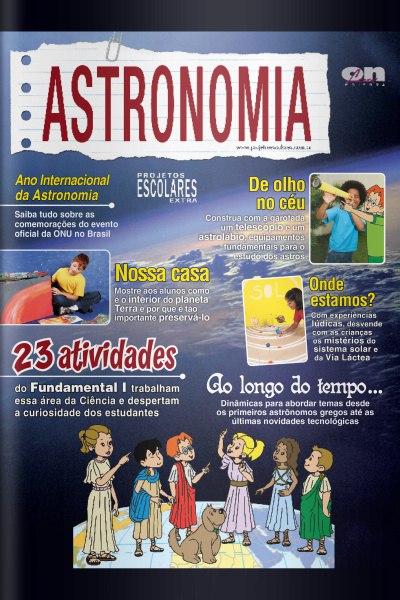 ASTRONOMIA
on
www.projetosescolares.com.br
PROJETOS
ESCOLARES
EXTRA
Ano Internacional
da Astronomia
Saiba tudo sobre as
comemorações do evento
oficial da ONU no Brasil
De olho
no céu
Construa com a garotada
um telescópio e um
astrolábio, equipamentos
fundamentais para o
estudo dos astros
Nossa casa
Mostre aos alunos como
é o interior do planeta
Terra e por que é tão
importante preservá-lo
SOL
Onde
estamos?
Com experiências
lúdicas, desvende
com as crianças
os mistérios do
sistema solar e
da Via Láctea
23 atividades
do Fundamental I trabalham
essa área da Ciência e despertam
a curiosidade dos estudantes
Ao longo do tempo...
Dinâmicas para abordar temas desde
os primeiros astrônomos gregos até as
últimas novidades tecnológicas